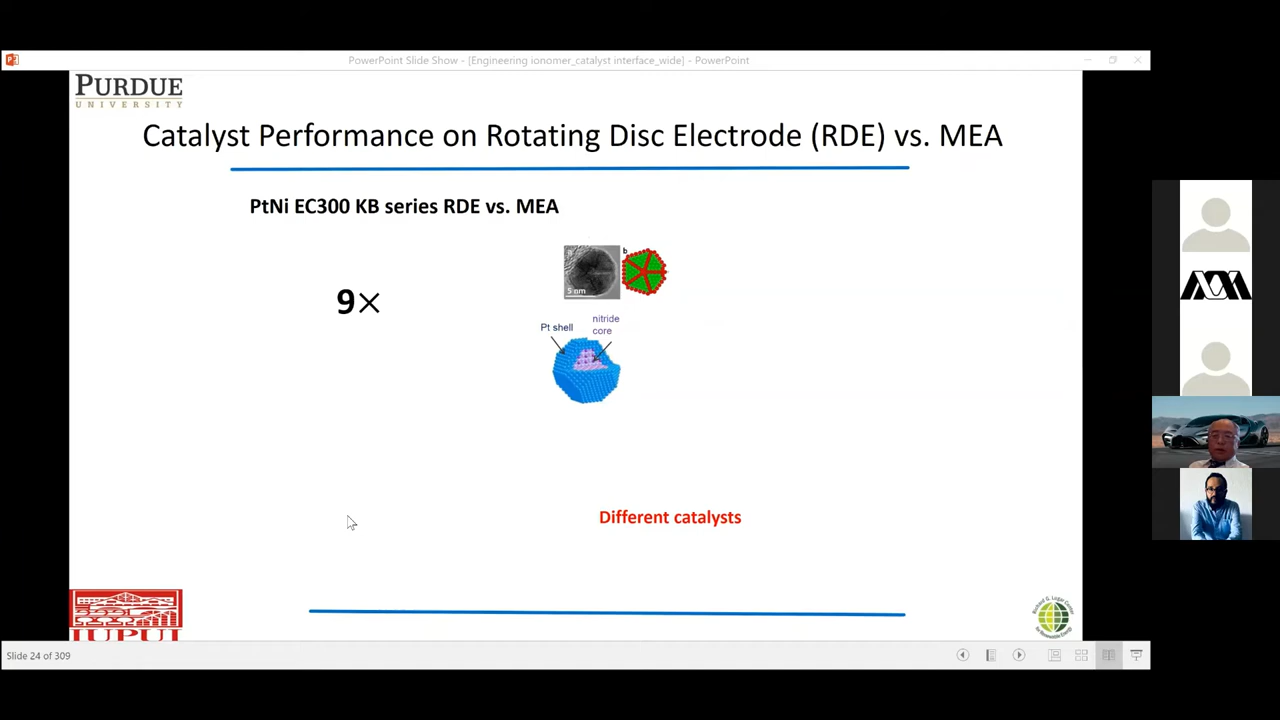 PowerPoint Slide Show - [Engineering ionomer_catalyst interface_wide] - PowerPoint
PURDUE
UNIVERSITY
Catalyst Performance on Rotating Disc Electrode (RDE) vs. MEA
PtNi EC300 KB series RDE vs. MEA
b
5 nm
9×
Pt shell
nitride
core
Different catalysts
IUPUI
Slide 24 of 309